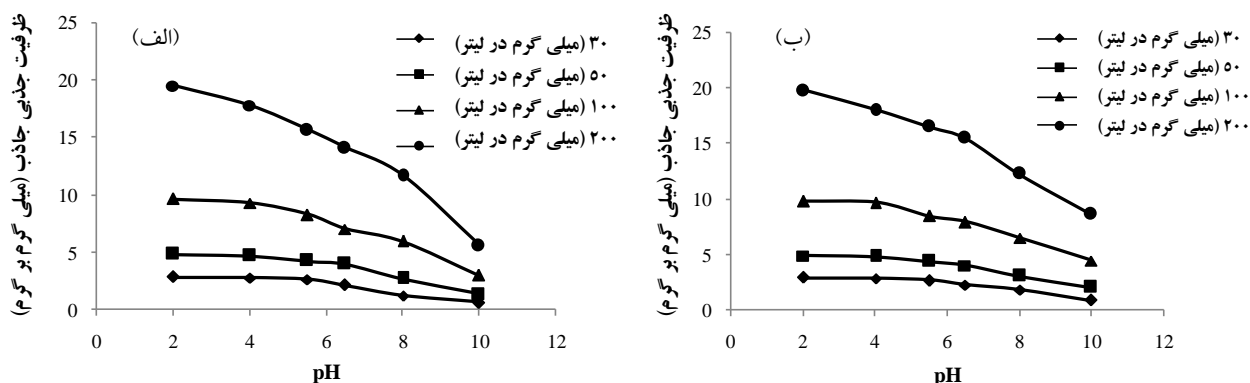 ظرفیت جذبی جاذب (میلی گرم بر گرم)
(الف)
۳۰ (میلی گرم در لیتر)
۵۰ (میلی گرم در لیتر)
۱۰۰ (میلی گرم در لیتر)
۲۰۰ (میلی گرم در لیتر)
25
20
15
10
5
0
0 2 4 6 8 10 12
pH
ظرفیت جذبی جاذب (میلی گرم بر گرم)
(ب)
۳۰ (میلی گرم در لیتر)
۵۰ (میلی گرم در لیتر)
۱۰۰ (میلی گرم در لیتر)
۲۰۰ (میلی گرم در لیتر)
25
20
15
10
5
0
0 2 4 6 8 10 12
pH